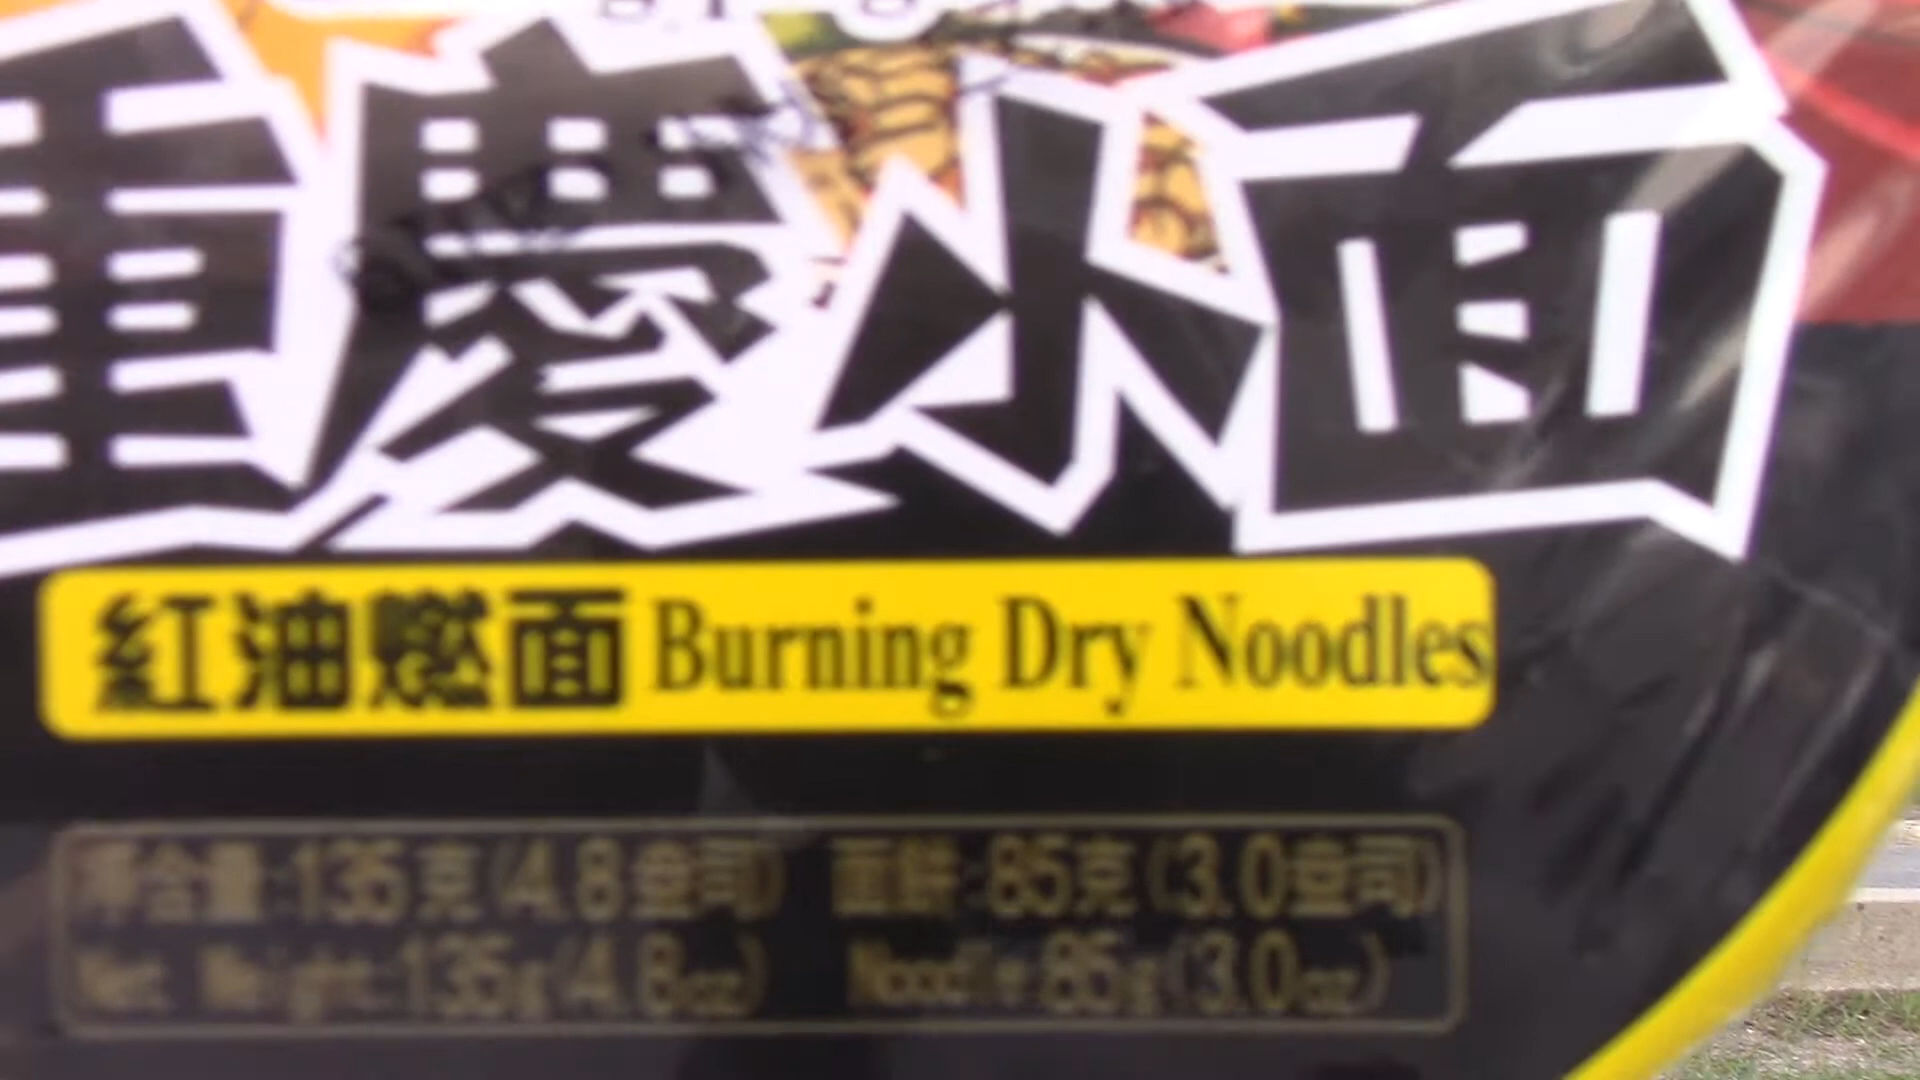 重慶小面
紅油燃面 Burning Dry Noodles
淨含量:135克(4.8盎司) 面餅:85克(3.0盎司)
Net Weight:135g(4.8oz) Noodle:85g(3.0oz)